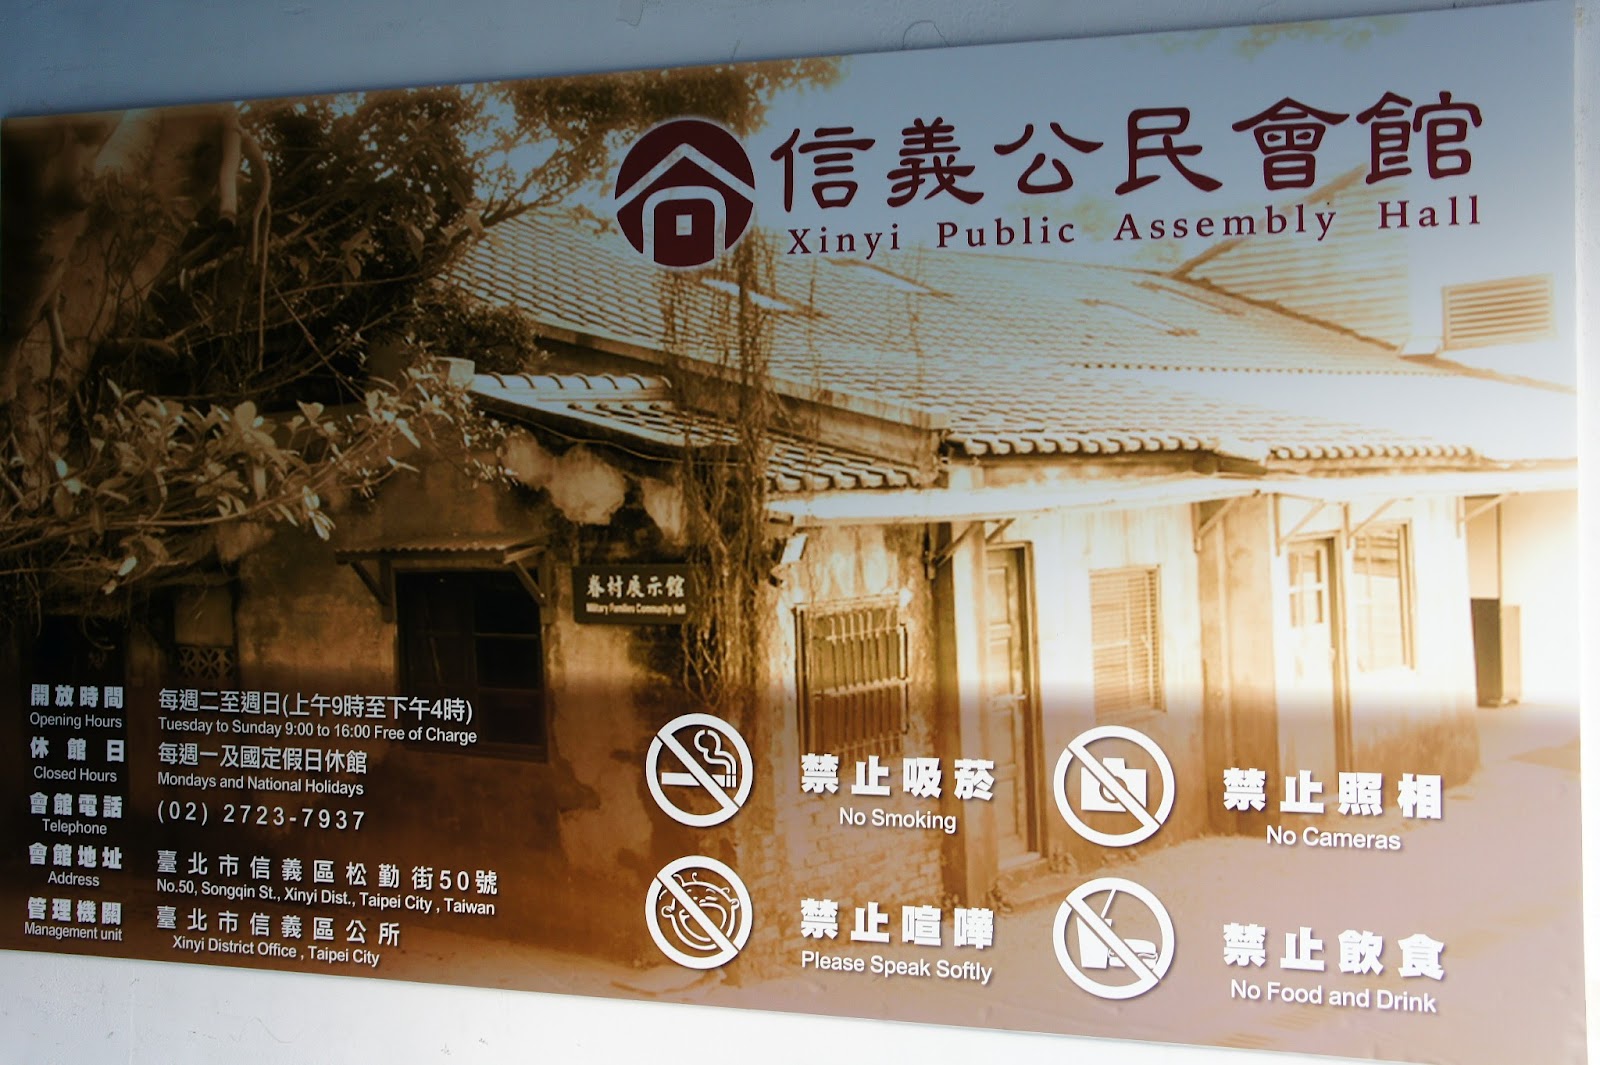 信義公民會館
Xinyi Public Assembly Hall
眷村展示館
Military Families Community Hall
開放時間
Opening Hours
每週二至週日(上午9時至下午4時)
Tuesday to Sunday 9:00 to 16:00 Free of Charge
休館日
Closed Hours
每週一及國定假日休館
Mondays and National Holidays
會館電話
Telephone
(02) 2723-7937
會館地址
Address
臺北市信義區松勤街50號
No.50, Songqin St., Xinyi Dist., Taipei City , Taiwan
管理機關
Management unit
臺北市信義區公所
Xinyi District Office , Taipei City
禁止吸菸
No Smoking
禁止照相
No Cameras
禁止喧嘩
Please Speak Softly
禁止飲食
No Food and Drink